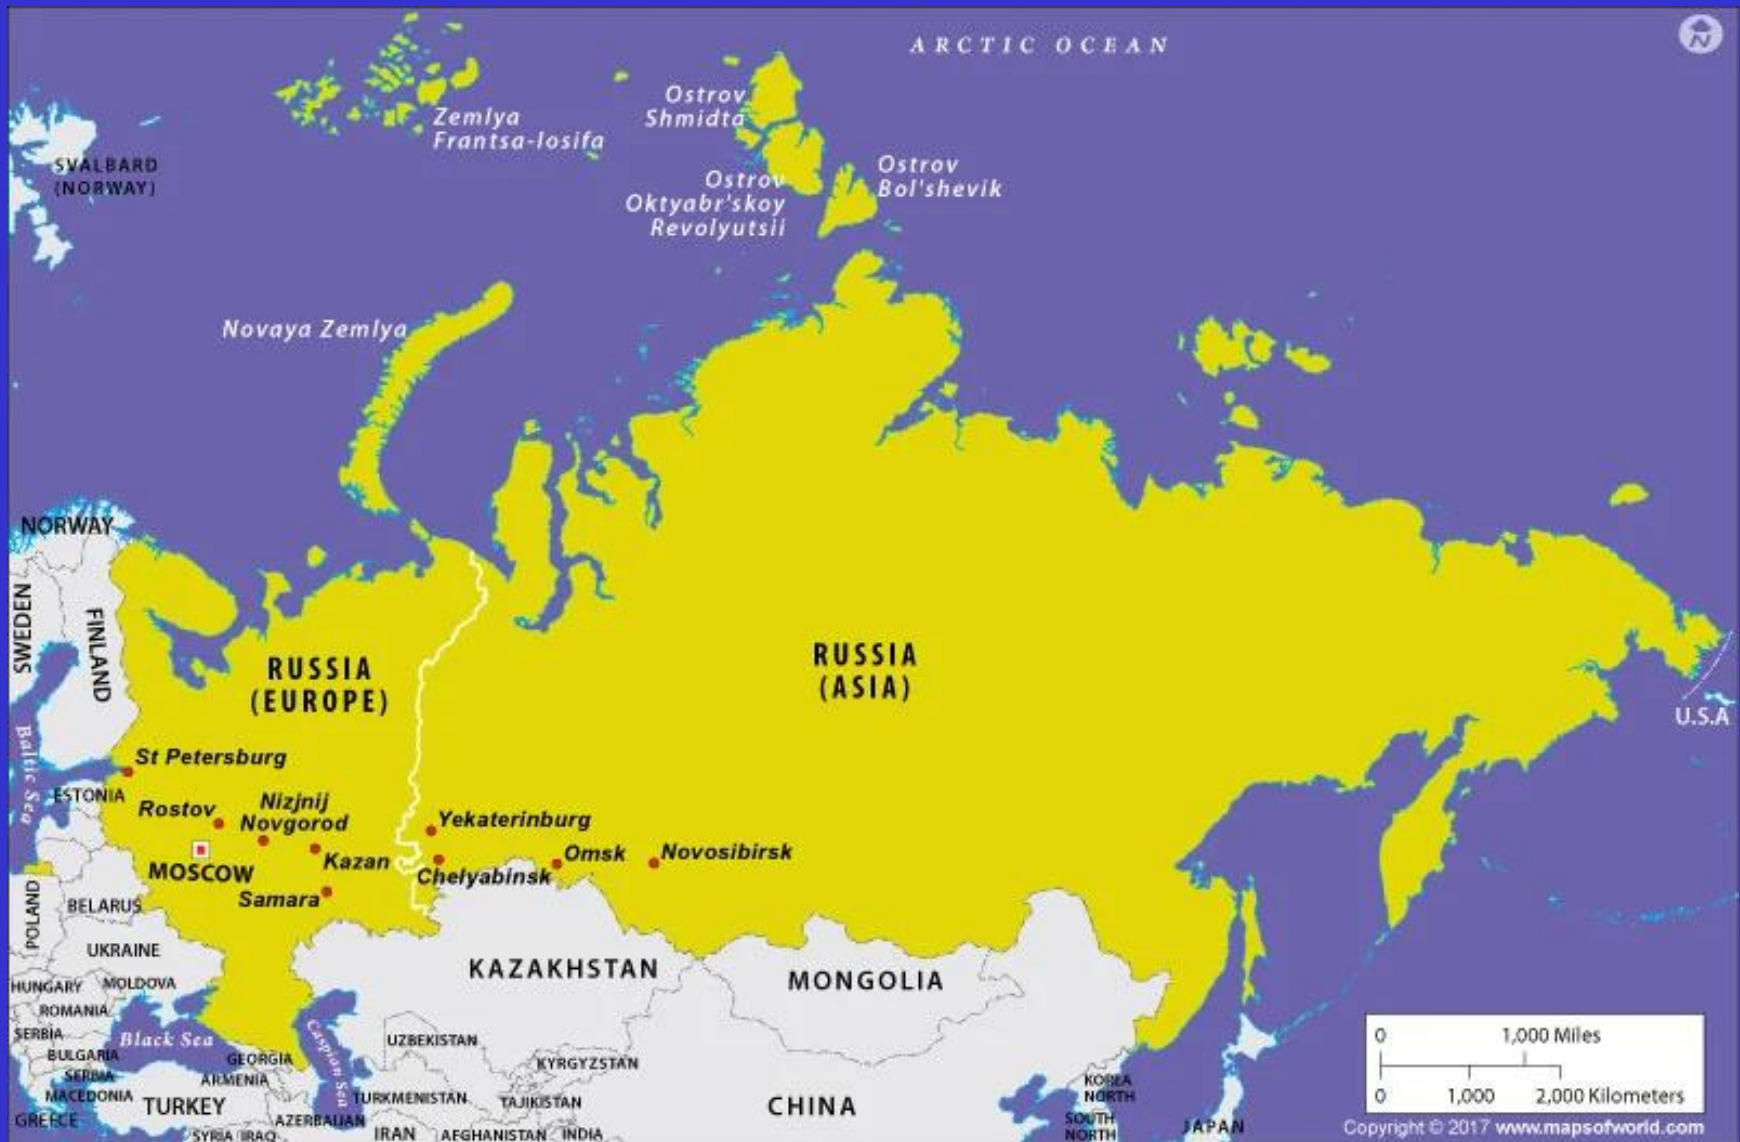 ARCTIC OCEAN
N
Zemlya
Frantsa-Iosifa
Ostrov
Shmidta
SVALBARD
(NORWAY)
Ostrov
Bol'shevik
Ostrov
Oktyabr'skoy
Revolyutsii
Novaya Zemlya
NORWAY
SWEDEN
FINLAND
RUSSIA
(EUROPE)
RUSSIA
(ASIA)
U.S.A
Baltic Sea
St Petersburg
ESTONIA
Rostov
Nizjnij
Novgorod
Yekaterinburg
MOSCOW
Kazan
Chelyabinsk
Omsk
Novosibirsk
Samara
POLAND
BELARUS
UKRAINE
KAZAKHSTAN
MONGOLIA
HUNGARY
MOLDOVA
ROMANIA
SERBIA
Black Sea
Caspian Sea
BULGARIA
GEORGIA
UZBEKISTAN
KYRGYZSTAN
SERBIA
ARMENIA
MACEDONIA
TURKEY
TURKMENISTAN
TAJIKISTAN
CHINA
GREECE
AZERBAIJAN
SYRIA
IRAQ
IRAN
AFGHANISTAN
INDIA
KOREA
NORTH
SOUTH
NORTH
JAPAN
0 1,000 Miles
0 1,000 2,000 Kilometers
Copyright © 2017 www.mapsofworld.com